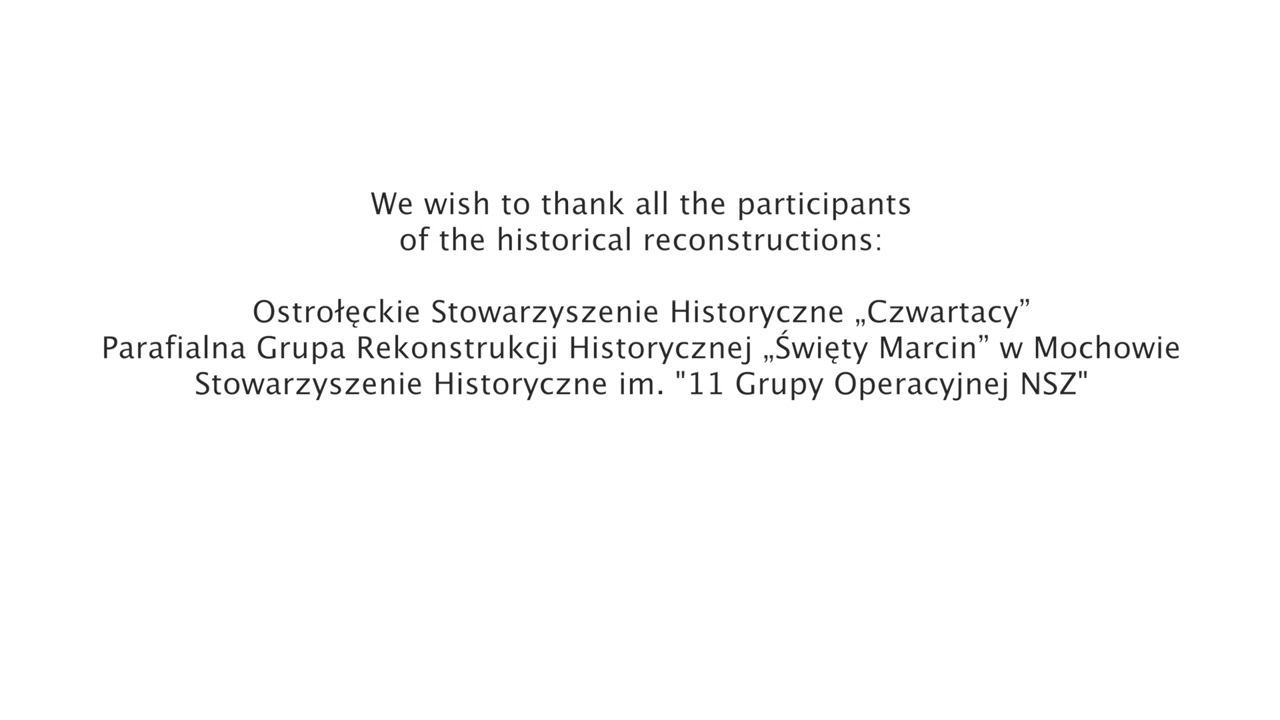 We wish to thank all the participants
of the historical reconstructions:
Ostrołęckie Stowarzyszenie Historyczne „Czwartacy”
Parafialna Grupa Rekonstrukcji Historycznej „Święty Marcin” w Mochowie
Stowarzyszenie Historyczne im. "11 Grupy Operacyjnej NSZ"